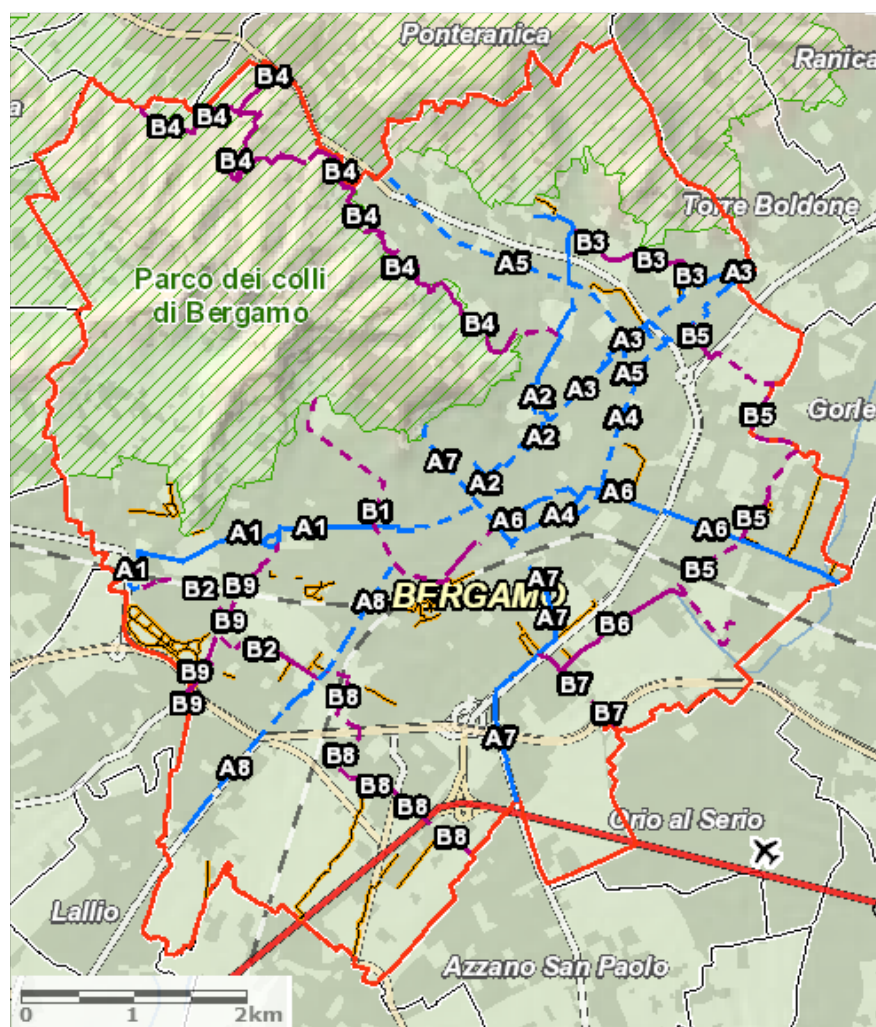 Ponteranica
Ranica
B4
B4
B4
a
B4
B4
B4
Torre Boldone
B3
B3
B3
A3
A5
B4
Parco dei colli
di Bergamo
B4
A3
B5
A5
A3
A2
A4
B5
Gorle
A2
A7
A2
A6
B1
A6
A4
A1
A1
B5
A6
A1
B2
B9
A7
B5
A8
BERGAMO
B9
A7
B6
B2
B9
B8
B7
B9
B7
A7
B8
A8
B8
B8
Orio al Serio
B8
Lallio
Azzano San Paolo
0 1 2km